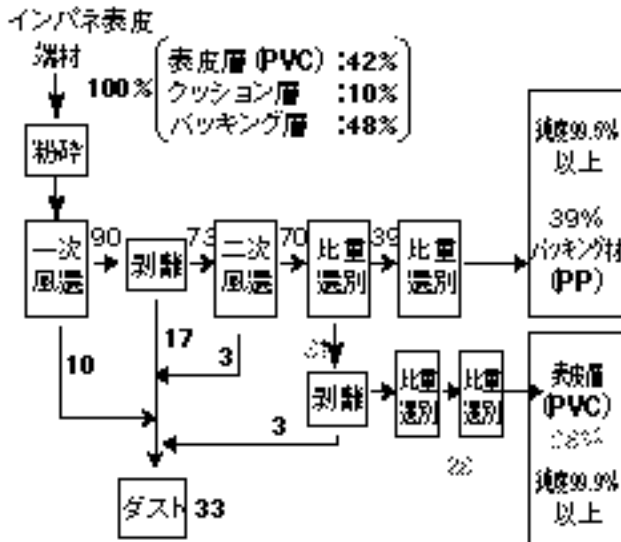 インパネ表皮
端材
100%
表皮層(PVC):42%
クッション層:10%
バッキング層:48%
粉砕
純度99.5%
以上
39%
バッキング材
(PP)
一次
風選
90
剥離
73
二次
風選
70
比重
選別
39
比重
選別
10
17
3
剥離
比重
選別
比重
選別
表皮層
(PVC)
28%
純度99.9%
以上
3
28
ダスト
33